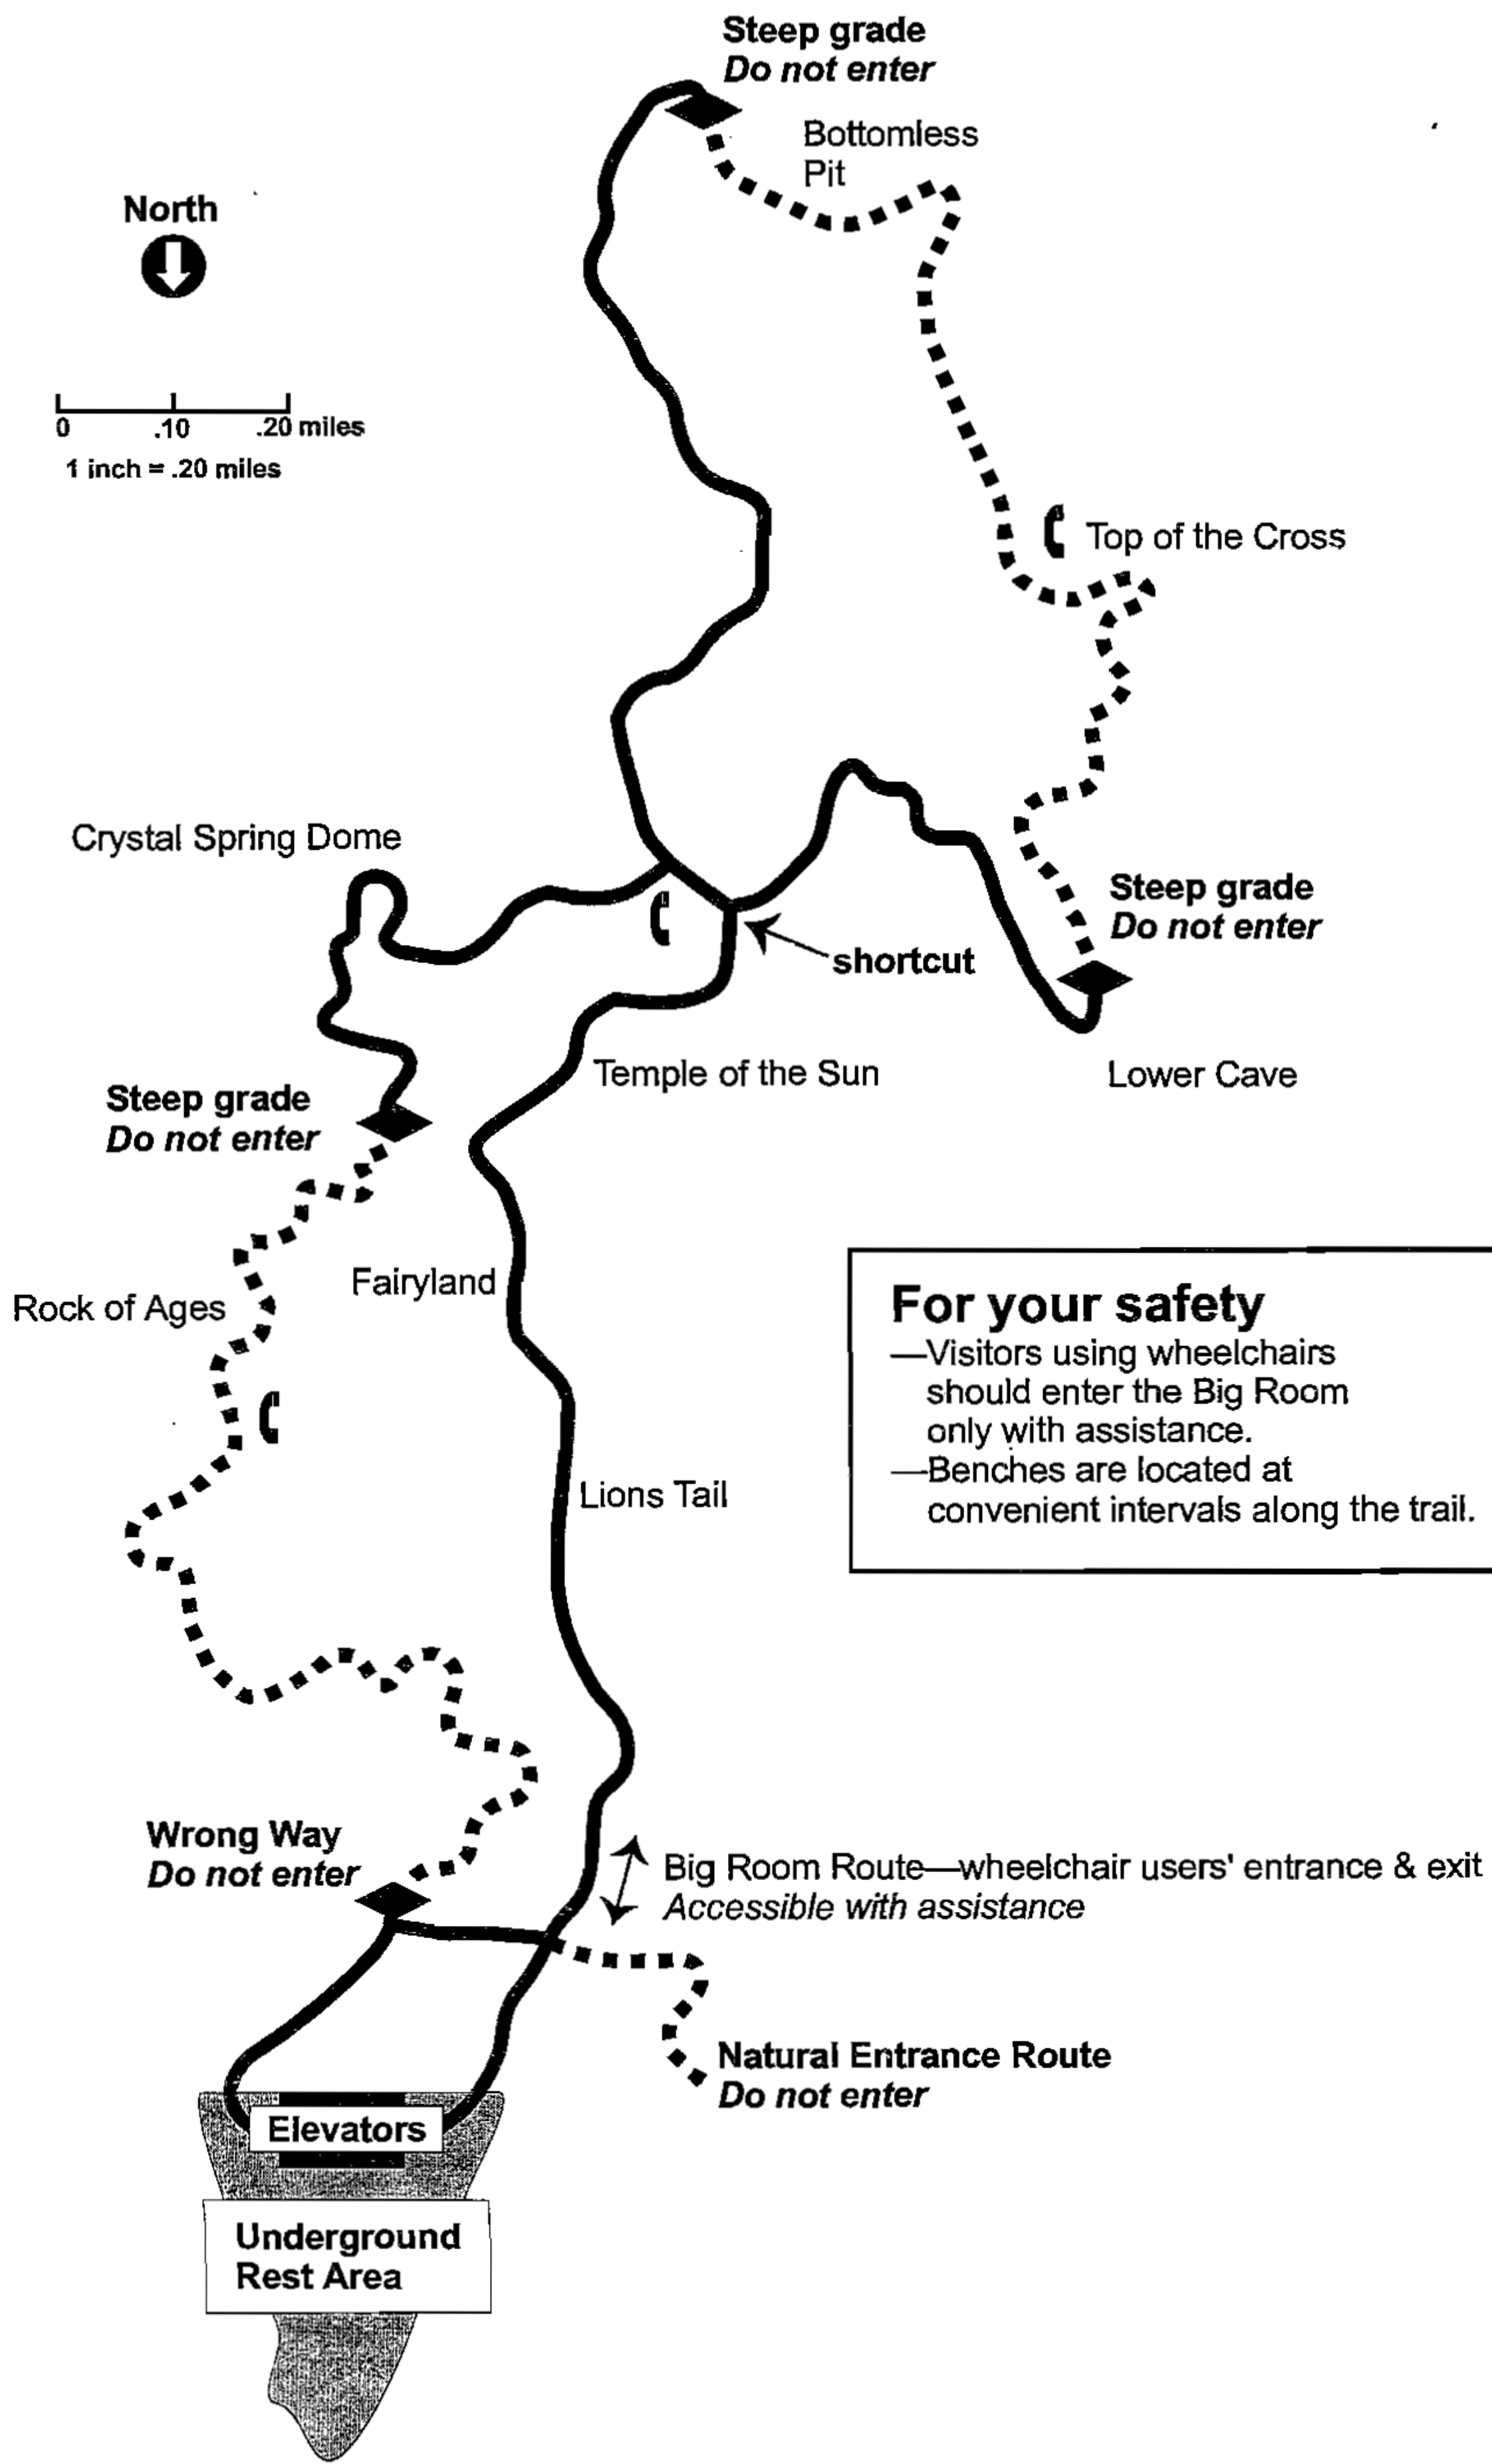 Steep grade
Do not enter
Bottomless
Pit
North
0 .10 .20 miles
1 inch = .20 miles
Top of the Cross
Crystal Spring Dome
Steep grade
Do not enter
shortcut
Temple of the Sun
Lower Cave
Steep grade
Do not enter
Fairyland
Rock of Ages
For your safety
—Visitors using wheelchairs
should enter the Big Room
only with assistance.
—Benches are located at
convenient intervals along the trail.
Lions Tail
Wrong Way
Do not enter
Big Room Route—wheelchair users' entrance & exit
Accessible with assistance
Natural Entrance Route
Do not enter
Elevators
Underground
Rest Area